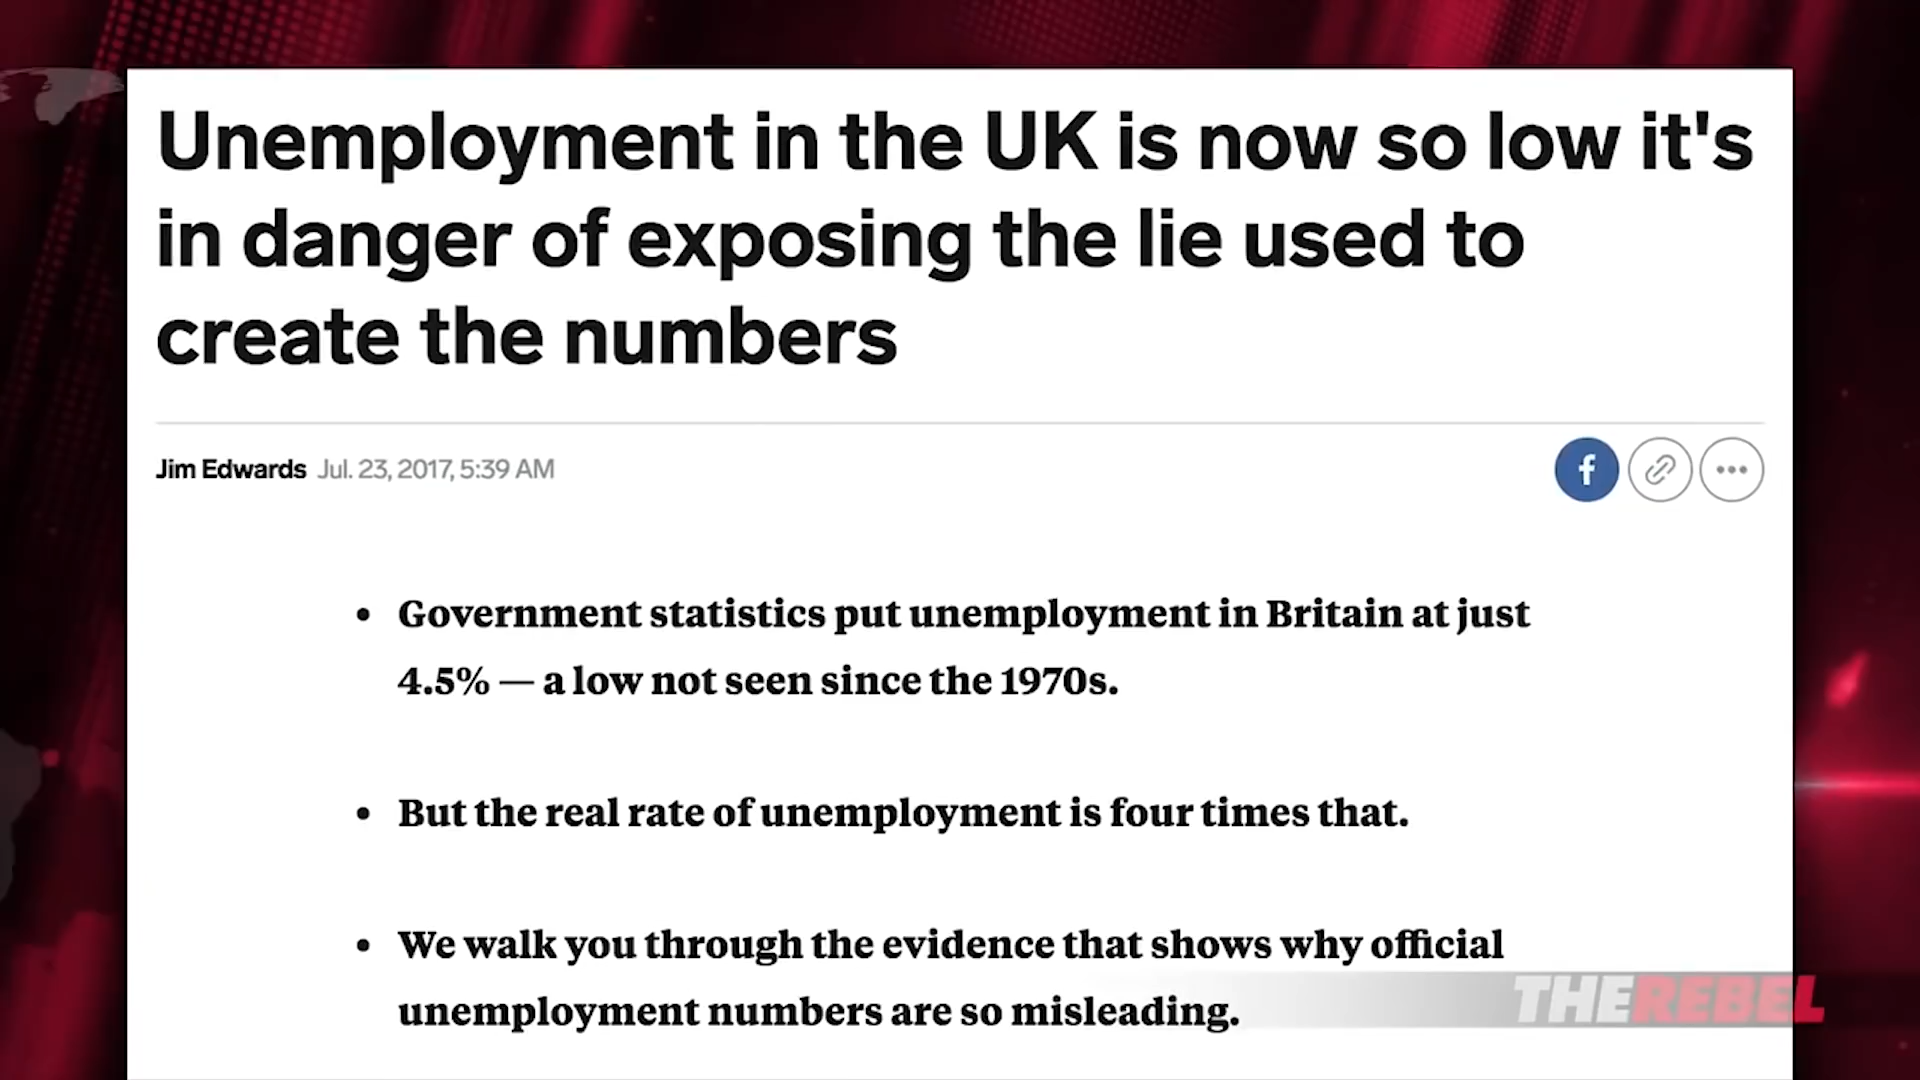 Unemployment in the UK is now so low it's
in danger of exposing the lie used to
create the numbers
Jim Edwards Jul. 23, 2017, 5:39 AM
f
• Government statistics put unemployment in Britain at just
4.5% — a low not seen since the 1970s.
• But the real rate of unemployment is four times that.
• We walk you through the evidence that shows why official
unemployment numbers are so misleading.
THEREBEL